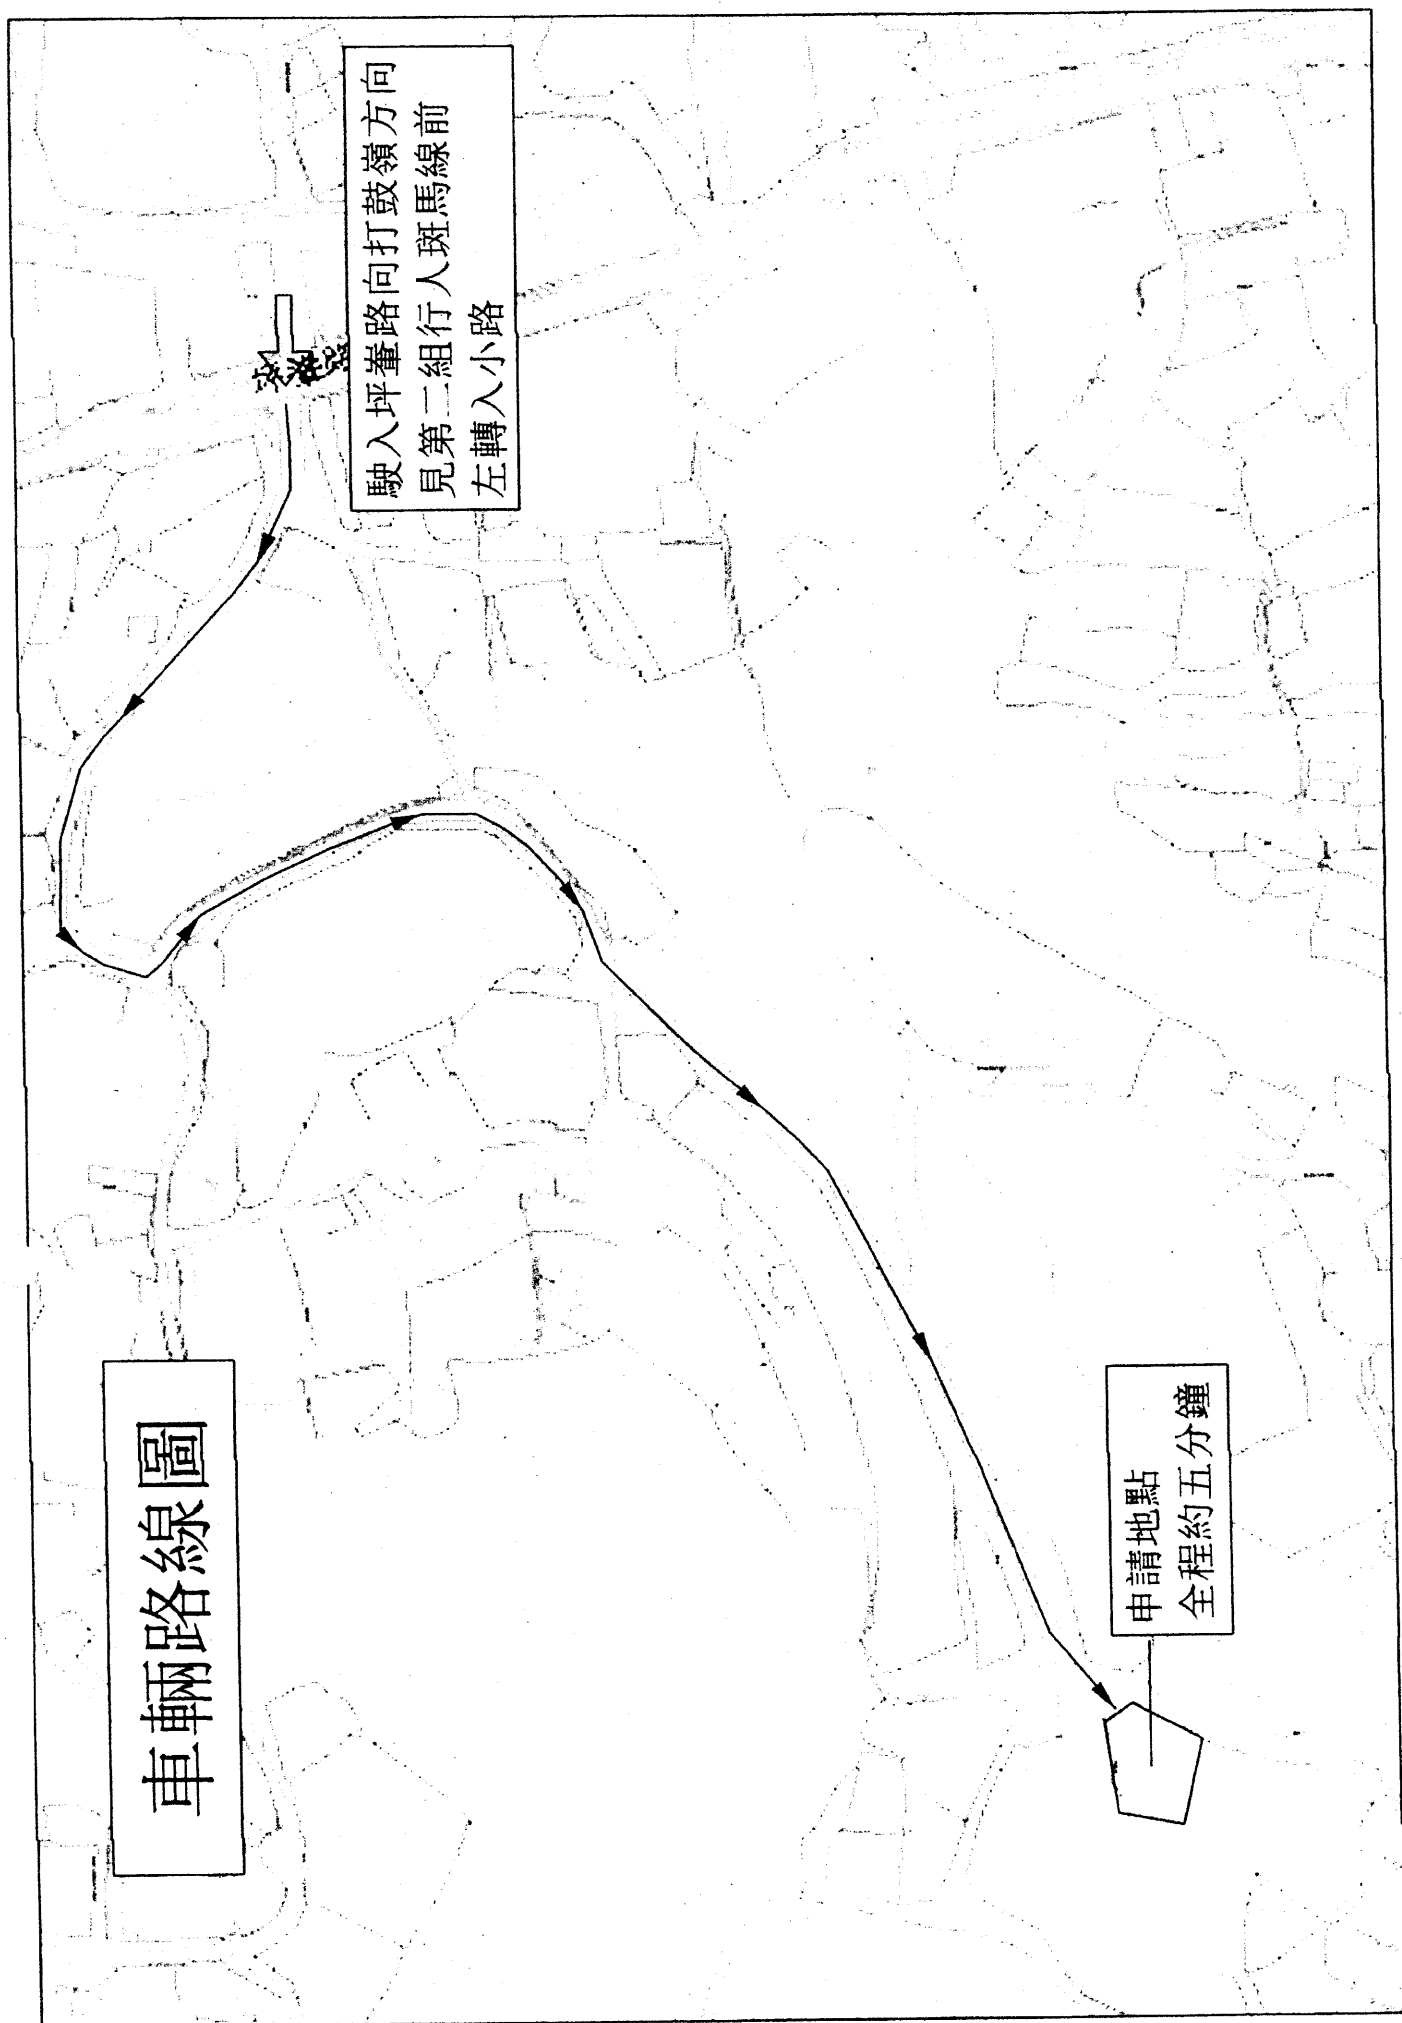 車輛路線圖
駛入坪輋路向打鼓嶺方向
見第二組行人斑馬線前
左轉入小路
申請地點
全程約五分鐘